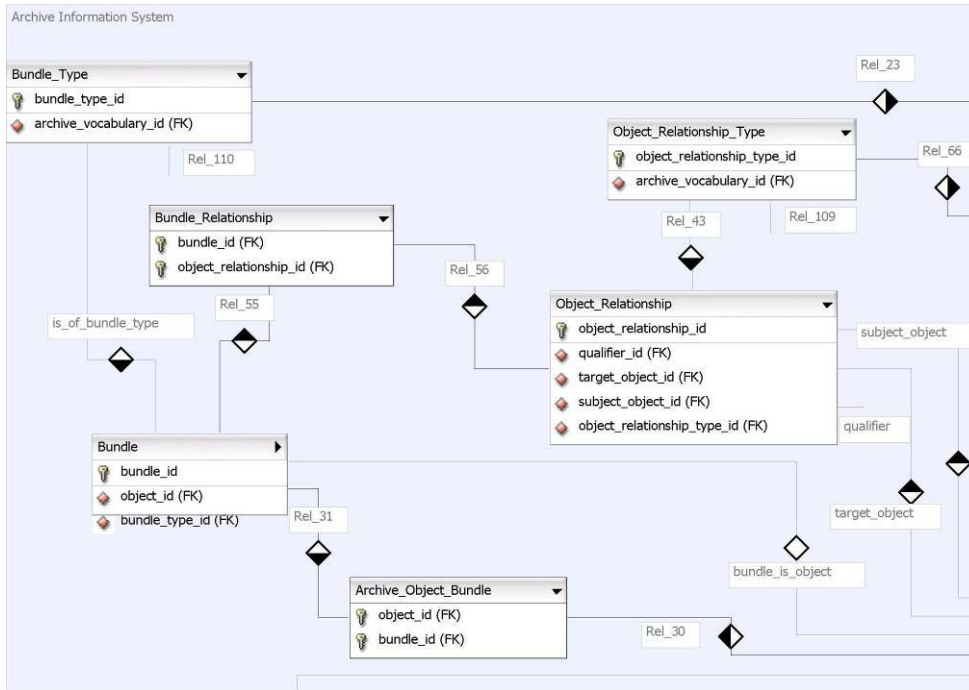 Archive Information System
Bundle_Type
bundle_type_id
archive_vocabulary_id (FK)
Rel_110
Rel_23
Object_Relationship_Type
object_relationship_type_id
archive_vocabulary_id (FK)
Rel_66
Rel_43
Rel_109
Bundle_Relationship
bundle_id (FK)
object_relationship_id (FK)
Rel_56
Rel_55
is_of_bundle_type
Object_Relationship
object_relationship_id
qualifier_id (FK)
target_object_id (FK)
subject_object_id (FK)
object_relationship_type_id (FK)
subject_object
qualifier
target_object
Bundle
bundle_id
object_id (FK)
bundle_type_id (FK)
Rel_31
bundle_is_object
Archive_Object_Bundle
object_id (FK)
bundle_id (FK)
Rel_30